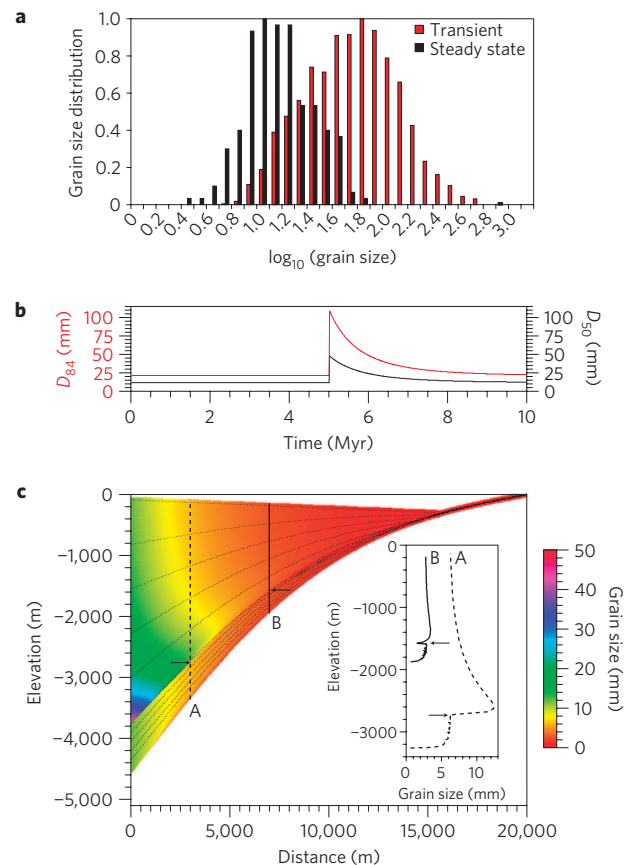 a
1.0
0.8
0.6
0.4
0.2
0
Grain size distribution
Transient
Steady state
0 0.2 0.4 0.6 0.8 1.0 1.2 1.4 1.6 1.8 2.0 2.2 2.4 2.6 2.8 3.0
log10 (grain size)
b
100
75
50
25
0
D84 (mm)
100
75
50
25
0
D50 (mm)
0 2 4 6 8 10
Time (Myr)
c
0
−1,000
−2,000
−3,000
−4,000
−5,000
Elevation (m)
A
B
0 5,000 10,000 15,000 20,000
Distance (m)
0
−1000
−2000
−3000
Elevation (m)
B A
0 5 10
Grain size (mm)
50
40
30
20
10
0
Grain size (mm)